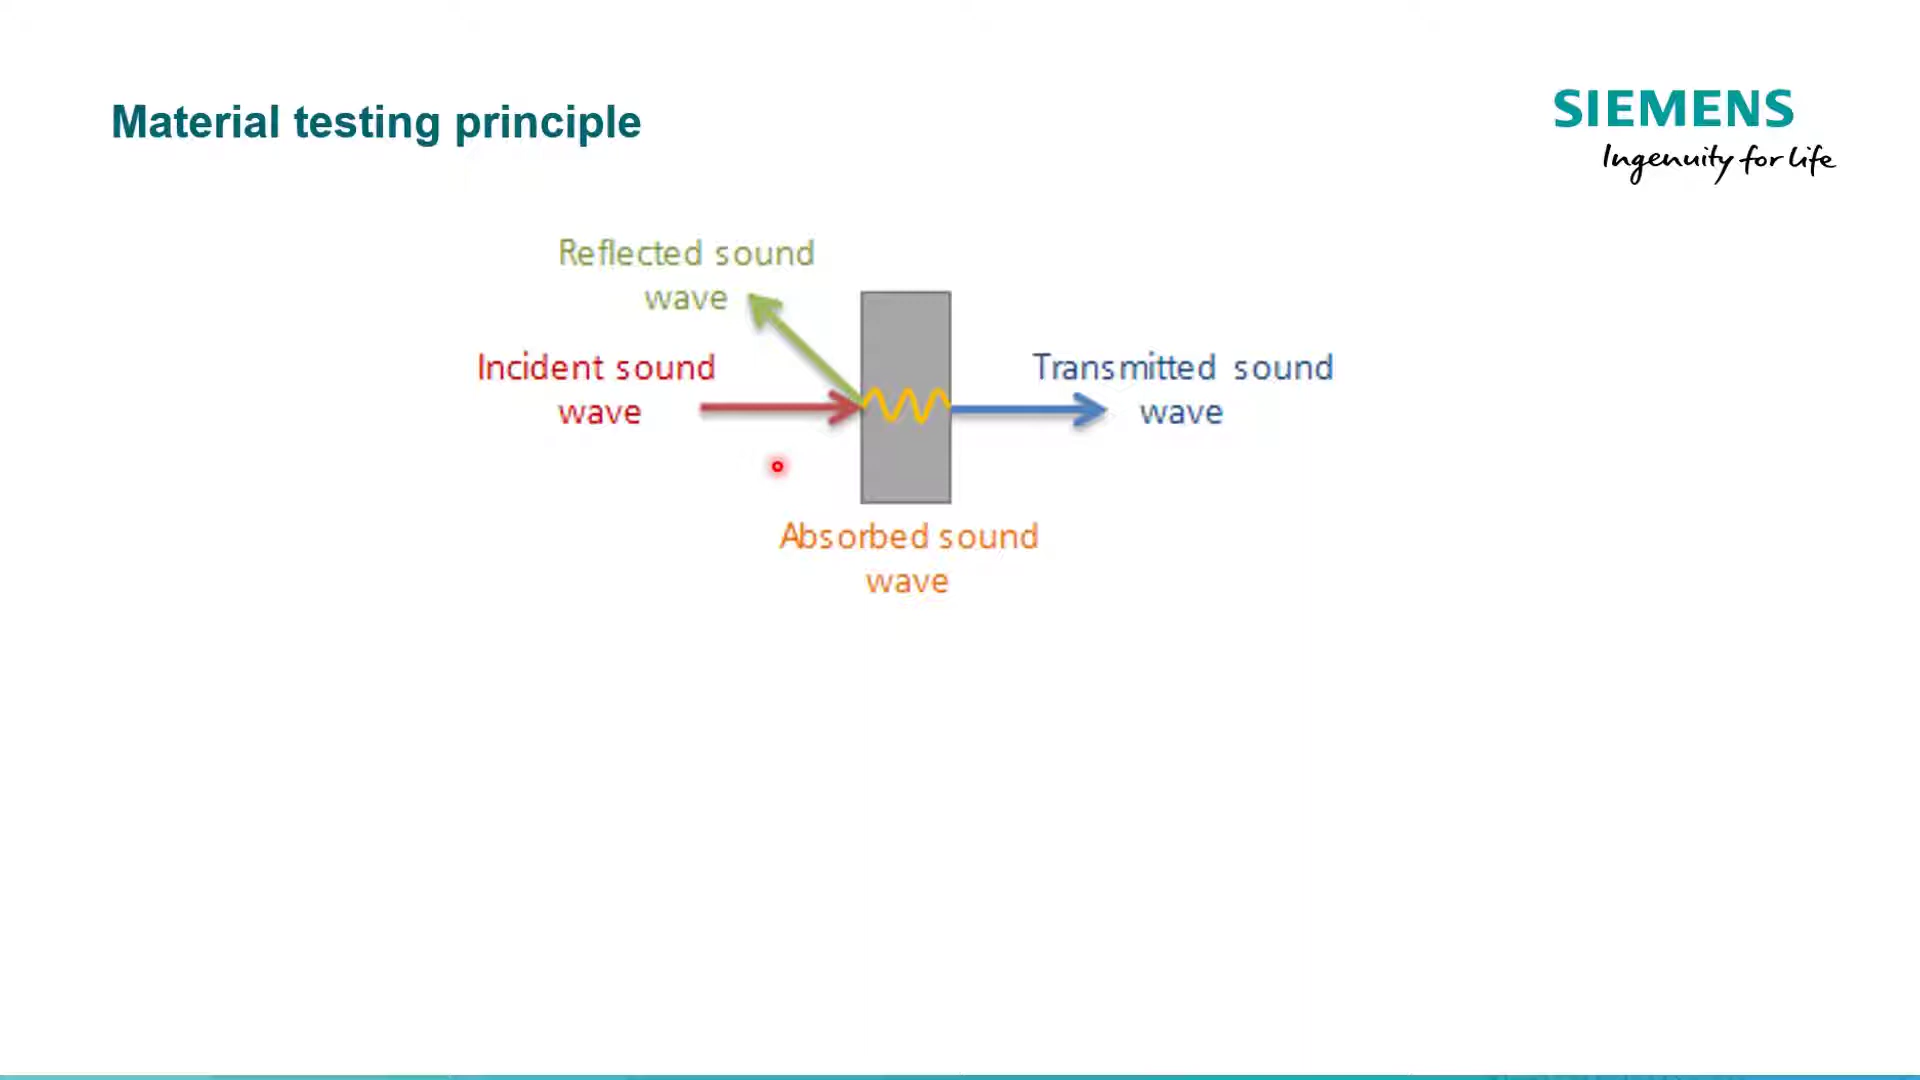 Material testing principle
SIEMENS
Ingenuity for life
Reflected sound
wave
Incident sound
wave
Transmitted sound
wave
Absorbed sound
wave